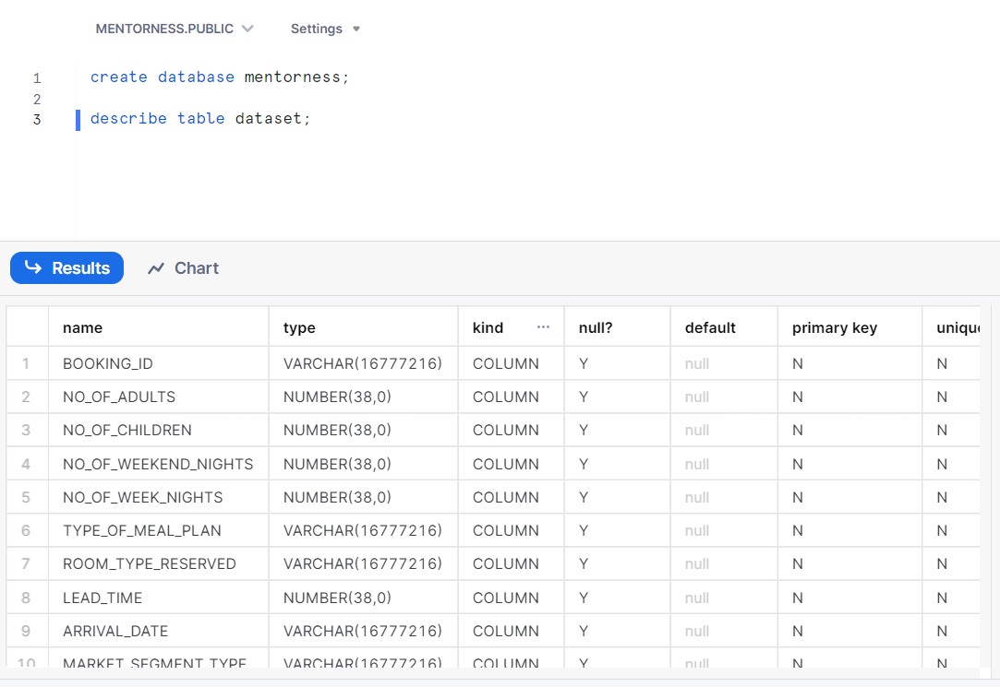 MENTORNESS.PUBLIC Settings
1 create database mentorness;
2
3 describe table dataset;
Results Chart
name type kind ... null? default primary key unique
1 BOOKING_ID VARCHAR(16777216) COLUMN Y null N N
2 NO_OF_ADULTS NUMBER(38,0) COLUMN Y null N N
3 NO_OF_CHILDREN NUMBER(38,0) COLUMN Y null N N
4 NO_OF_WEEKEND_NIGHTS NUMBER(38,0) COLUMN Y null N N
5 NO_OF_WEEK_NIGHTS NUMBER(38,0) COLUMN Y null N N
6 TYPE_OF_MEAL_PLAN VARCHAR(16777216) COLUMN Y null N N
7 ROOM_TYPE_RESERVED VARCHAR(16777216) COLUMN Y null N N
8 LEAD_TIME NUMBER(38,0) COLUMN Y null N N
9 ARRIVAL_DATE VARCHAR(16777216) COLUMN Y null N N
10 MARKET_SEGMENT_TYPE VARCHAR(16777216) COLUMN Y null N N